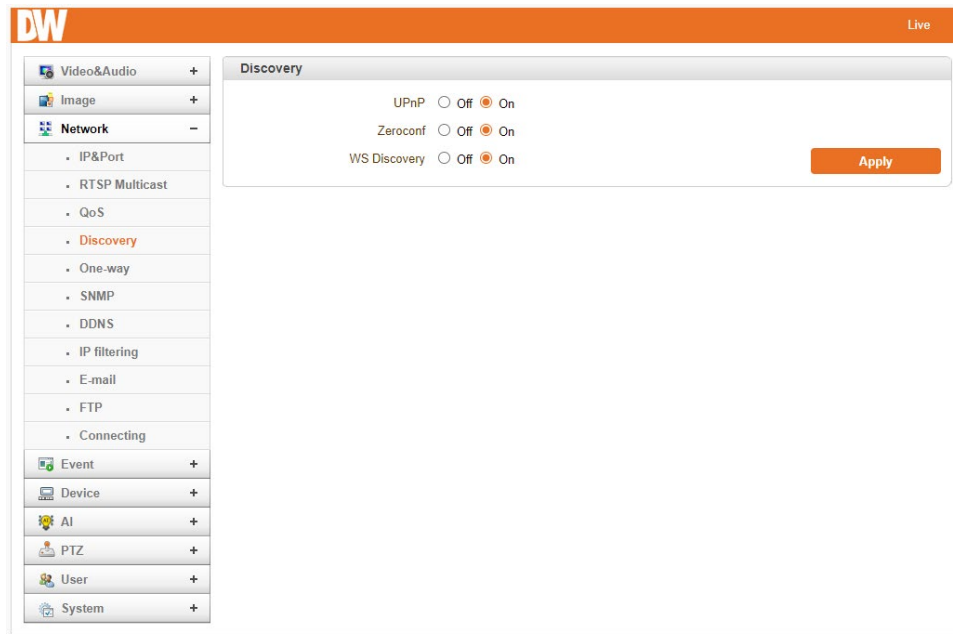 DW
Live
Video&Audio +
Image +
Network −
IP&Port
RTSP Multicast
QoS
Discovery
One-way
SNMP
DDNS
IP filtering
E-mail
FTP
Connecting
Event +
Device +
AI +
PTZ +
User +
System +
Discovery
UPnP Off On
Zeroconf Off On
WS Discovery Off On
Apply